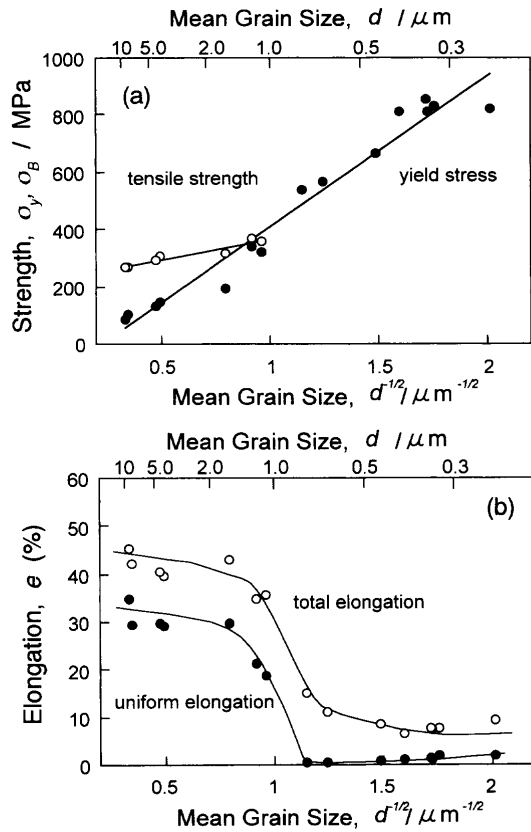 Mean Grain Size, d / μm
10 5.0 2.0 1.0 0.5 0.3
1000
800
600
400
200
0
Strength, σy, σB / MPa
(a)
tensile strength
yield stress
0.5 1 1.5 2
Mean Grain Size, d-1/2/μm-1/2
Mean Grain Size, d /μm
10 5.0 2.0 1.0 0.5 0.3
60
50
40
30
20
10
0
Elongation, e (%)
(b)
total elongation
uniform elongation
0.5 1 1.5 2
Mean Grain Size, d-1/2/μm-1/2